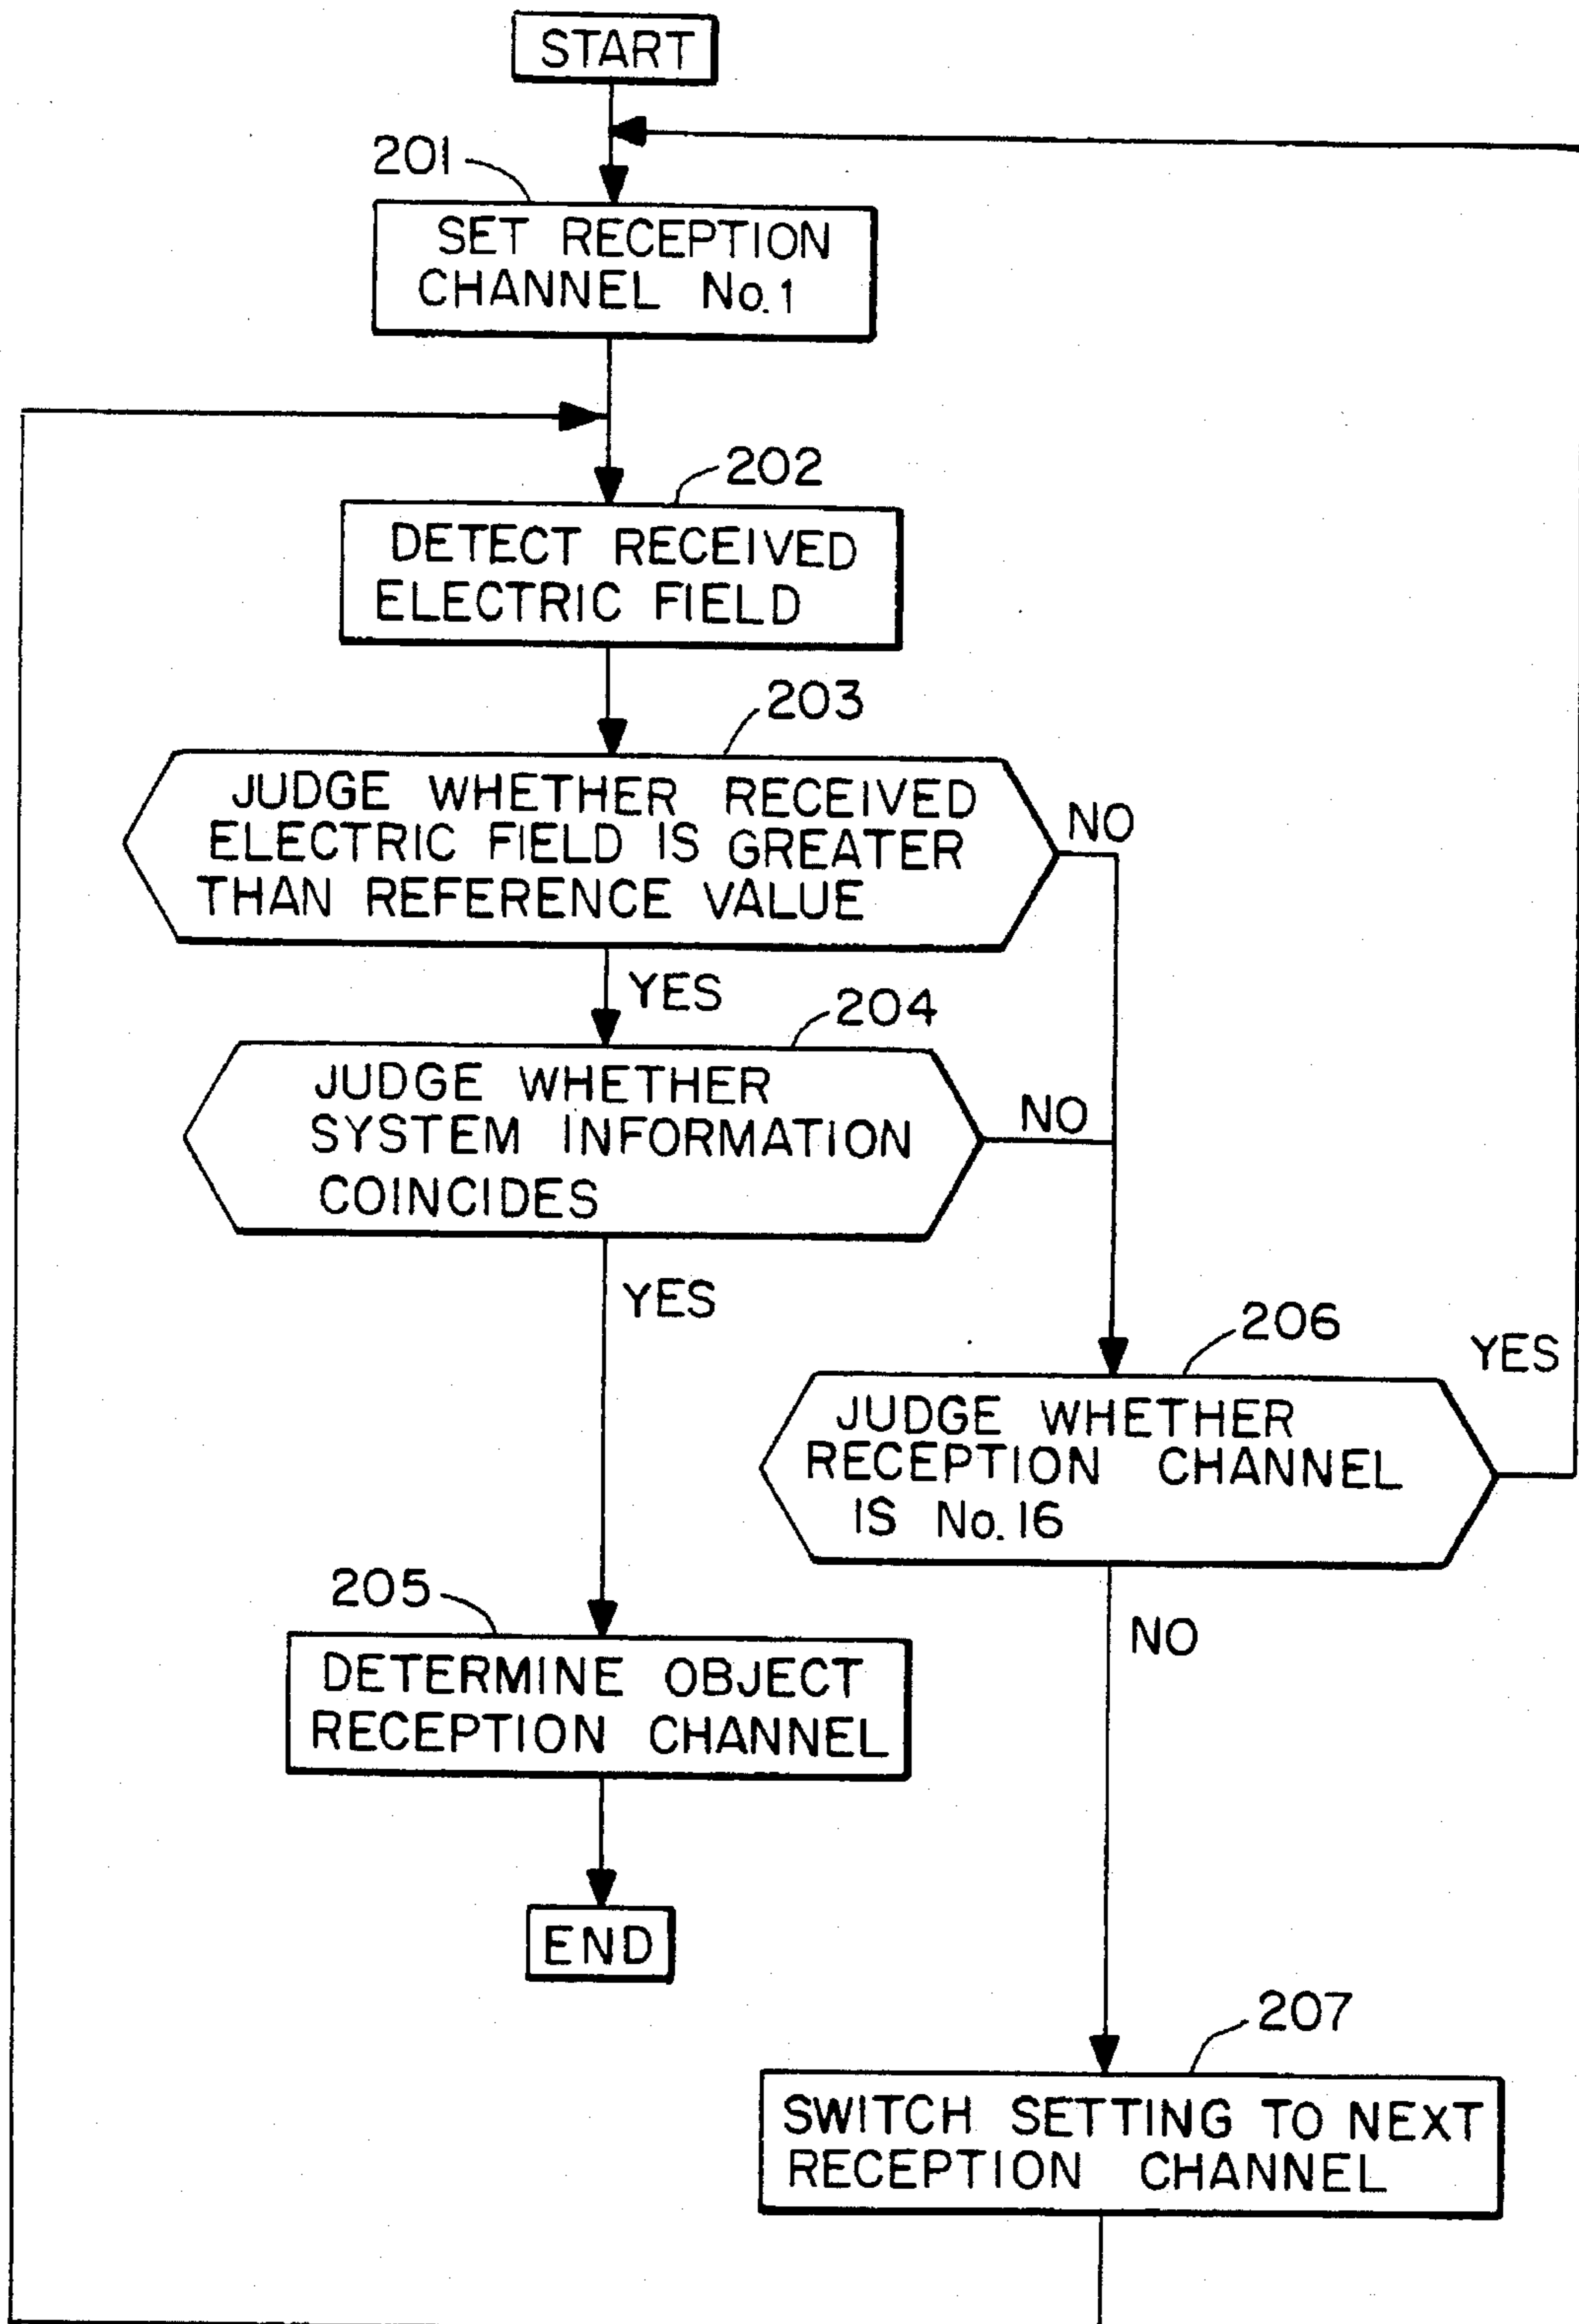 START
201
SET RECEPTION
CHANNEL No. 1
202
DETECT RECEIVED
ELECTRIC FIELD
203
JUDGE WHETHER RECEIVED
ELECTRIC FIELD IS GREATER
THAN REFERENCE VALUE
NO
YES
204
JUDGE WHETHER
SYSTEM INFORMATION
COINCIDES
NO
YES
206
YES
JUDGE WHETHER
RECEPTION CHANNEL
IS No. 16
205
NO
DETERMINE OBJECT
RECEPTION CHANNEL
END
207
SWITCH SETTING TO NEXT
RECEPTION CHANNEL